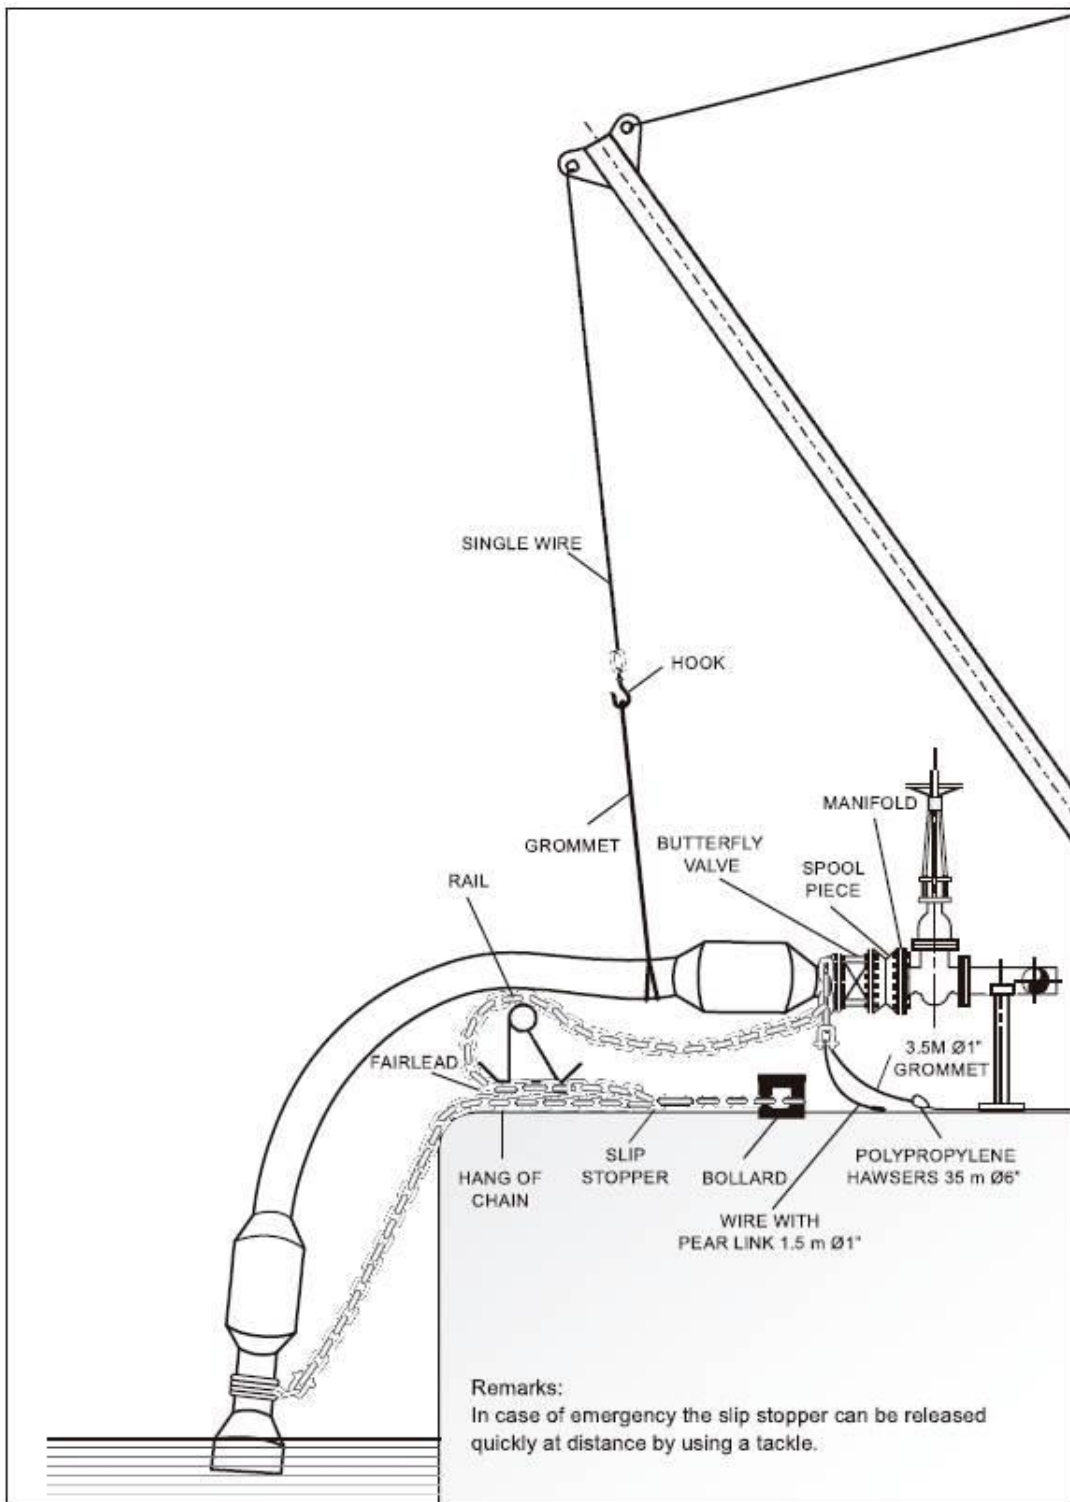 SINGLE WIRE
HOOK
MANIFOLD
GROMMET
BUTTERFLY
VALVE
SPOOL
PIECE
RAIL
3.5M Ø1"
GROMMET
FAIRLEAD
HANG OF
CHAIN
SLIP
STOPPER
BOLLARD
POLYPROPYLENE
HAWSERS 35 m Ø6"
WIRE WITH
PEAR LINK 1.5 m Ø1"
Remarks:
In case of emergency the slip stopper can be released
quickly at distance by using a tackle.